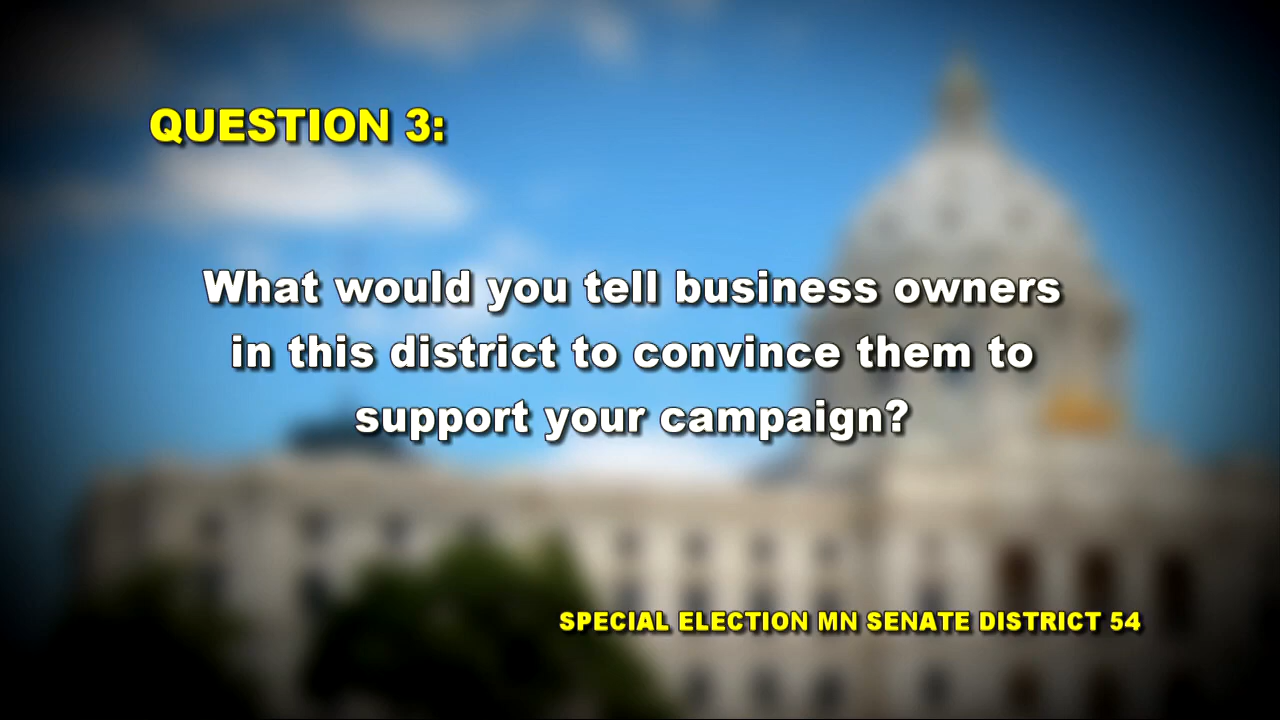 QUESTION 3:
What would you tell business owners
in this district to convince them to
support your campaign?
SPECIAL ELECTION MN SENATE DISTRICT 54